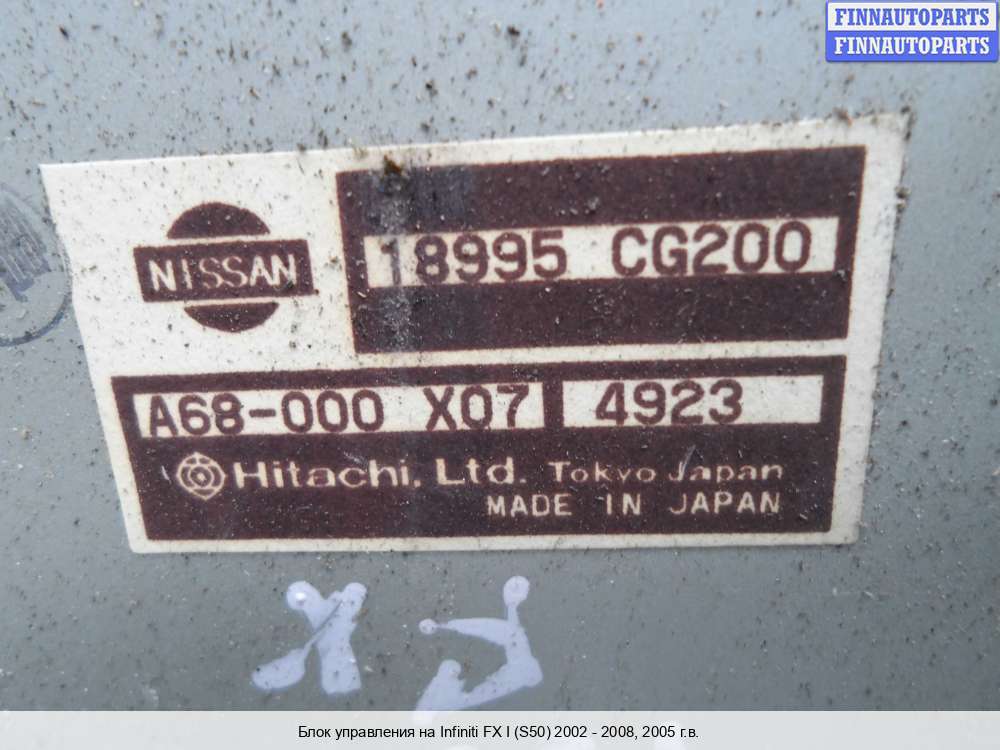 FINNAUTOPARTS
FINNAUTOPARTS
NISSAN
18995 CG200
A68-000 X07 4923
Hitachi, Ltd. Tokyo Japan
MADE IN JAPAN
Блок управления на Infiniti FX I (S50) 2002 - 2008, 2005 г.в.